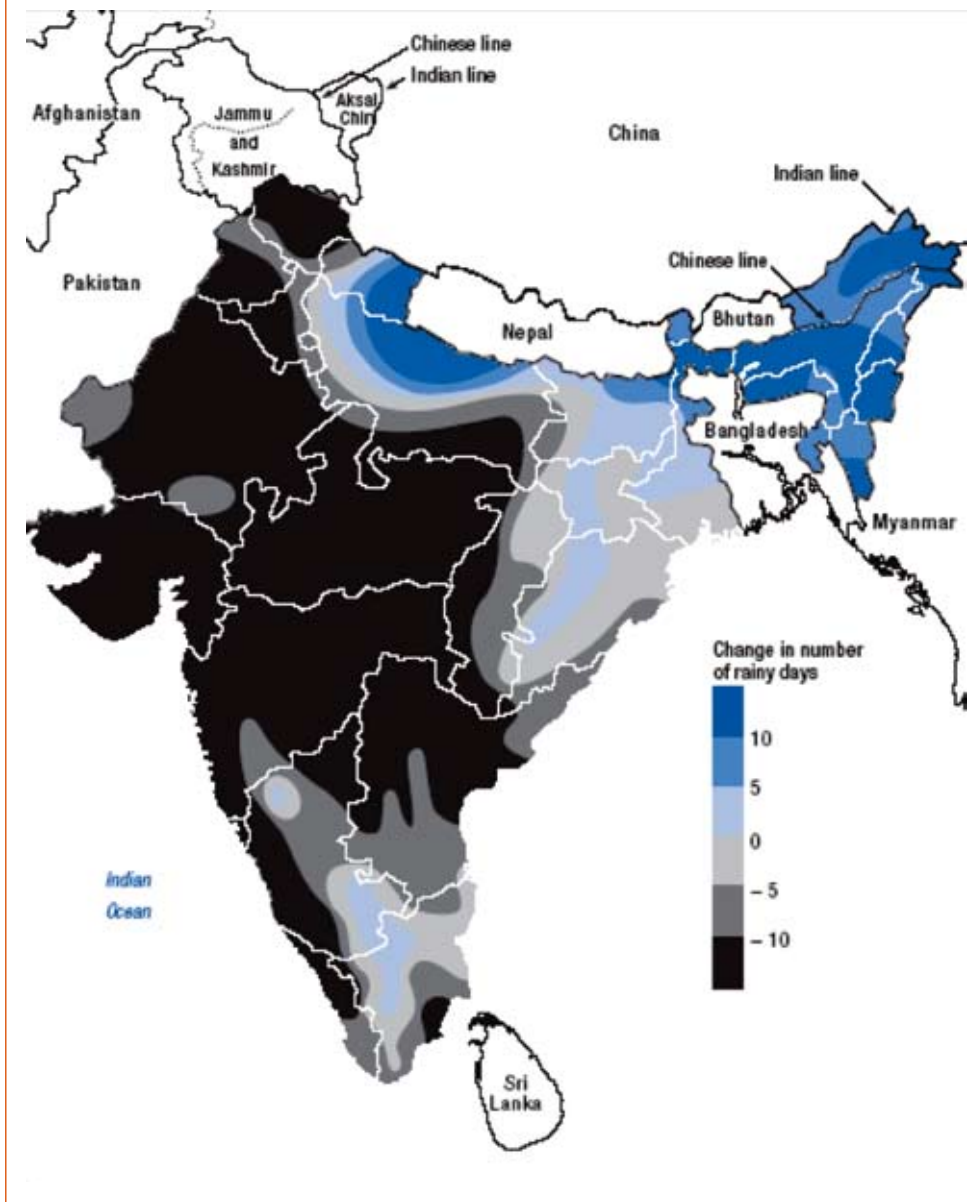 Chinese line
Indian line
Afghanistan
Jammu
and
Kashmir
Aksai
Chin
China
Indian line
Chinese line
Pakistan
Nepal
Bhutan
Bangladesh
Myanmar
Change in number
of rainy days
10
5
0
– 5
– 10
Indian
Ocean
Sri
Lanka